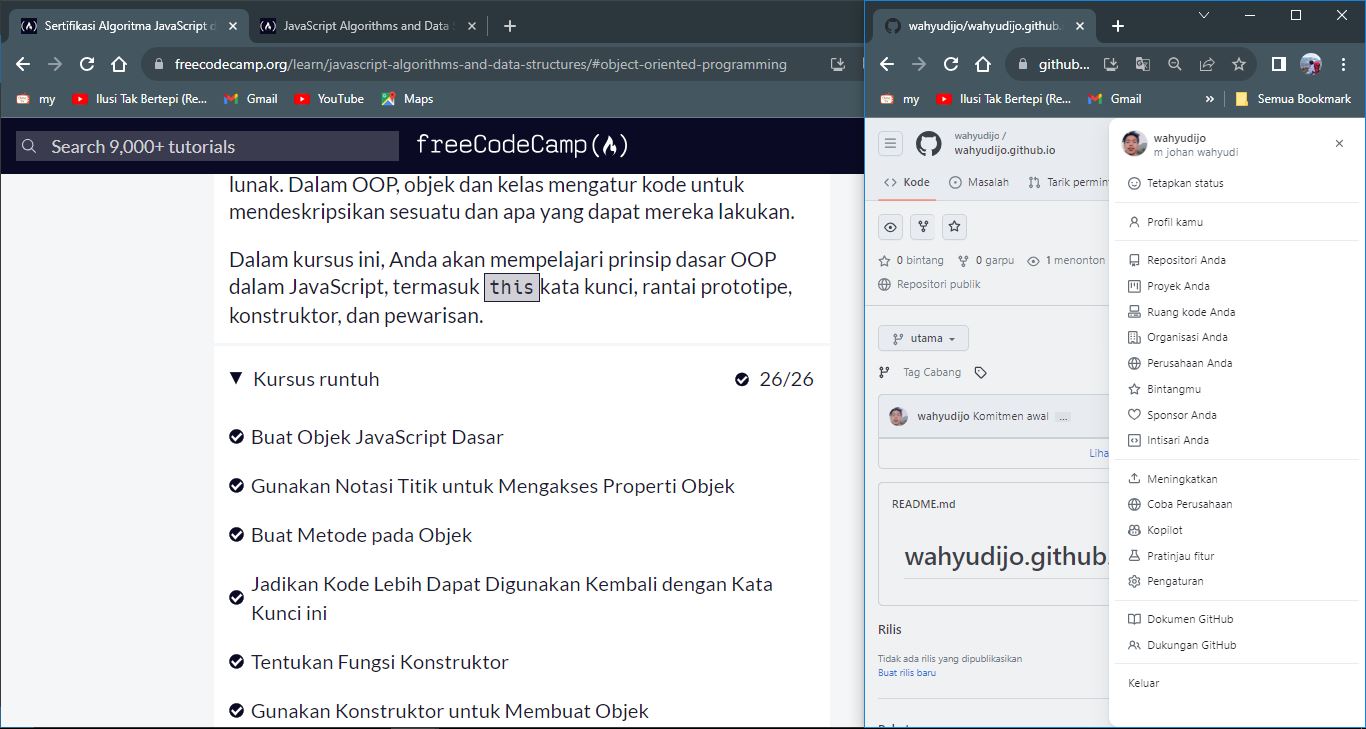 Sertifikasi Algoritma JavaScript d
JavaScript Algorithms and Data S
freecodecamp.org/learn/javascript-algorithms-and-data-structures/#object-oriented-programming
my
Ilusi Tak Bertepi (Re...
Gmail
YouTube
Maps
Search 9,000+ tutorials
freeCodeCamp
lunak. Dalam OOP, objek dan kelas mengatur kode untuk
mendeskripsikan sesuatu dan apa yang dapat mereka lakukan.
Dalam kursus ini, Anda akan mempelajari prinsip dasar OOP
dalam JavaScript, termasuk this kata kunci, rantai prototipe,
konstruktor, dan pewarisan.
Kursus runtuh 26/26
Buat Objek JavaScript Dasar
Gunakan Notasi Titik untuk Mengakses Properti Objek
Buat Metode pada Objek
Jadikan Kode Lebih Dapat Digunakan Kembali dengan Kata
Kunci ini
Tentukan Fungsi Konstruktor
Gunakan Konstruktor untuk Membuat Objek
wahyudijo/wahyudijo.github.
github...
my
Ilusi Tak Bertepi (Re...
Gmail
»
Semua Bookmark
wahyudijo /
wahyudijo.github.io
Kode
Masalah
Tarik permin
0 bintang
0 garpu
1 menonton
Repositori publik
utama
Tag Cabang
wahyudijo Komitmen awal ...
Liha
README.md
wahyudijo.github.
Rilis
Tidak ada rilis yang dipublikasikan
Buat rilis baru
wahyudijo
m johan wahyudi
Tetapkan status
Profil kamu
Repositori Anda
Proyek Anda
Ruang kode Anda
Organisasi Anda
Perusahaan Anda
Bintangmu
Sponsor Anda
Intisari Anda
Meningkatkan
Coba Perusahaan
Kopilot
Pratinjau fitur
Pengaturan
Dokumen GitHub
Dukungan GitHub
Keluar